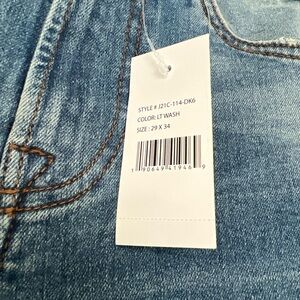 STYLE # J21C-114-DK6
COLOR: LT WASH
SIZE : 29 X 34
1 90649 41946 9